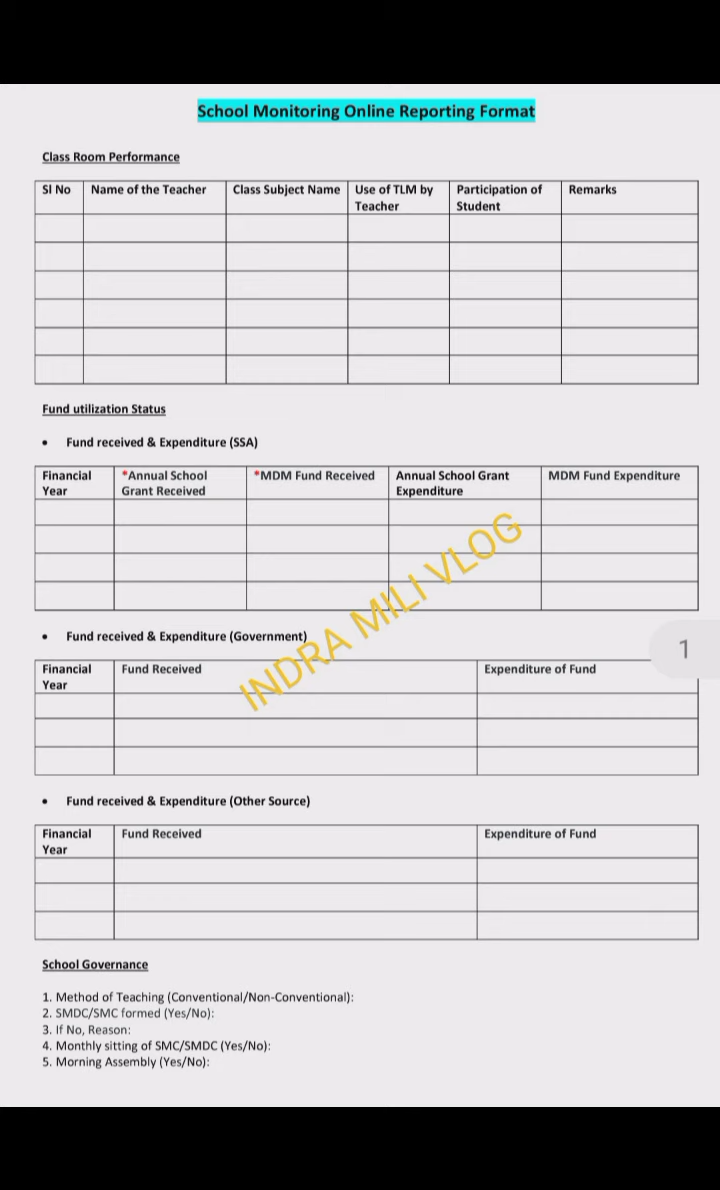 School Monitoring Online Reporting Format
Class Room Performance
Sl No Name of the Teacher Class Subject Name Use of TLM by Participation of Remarks
Teacher Student
Fund utilization Status
• Fund received & Expenditure (SSA)
Financial *Annual School *MDM Fund Received Annual School Grant MDM Fund Expenditure
Year Grant Received Expenditure
INDRA MILI VLOG
• Fund received & Expenditure (Government)
1
Financial Fund Received Expenditure of Fund
Year
• Fund received & Expenditure (Other Source)
Financial Fund Received Expenditure of Fund
Year
School Governance
1. Method of Teaching (Conventional/Non-Conventional):
2. SMDC/SMC formed (Yes/No):
3. If No, Reason:
4. Monthly sitting of SMC/SMDC (Yes/No):
5. Morning Assembly (Yes/No):